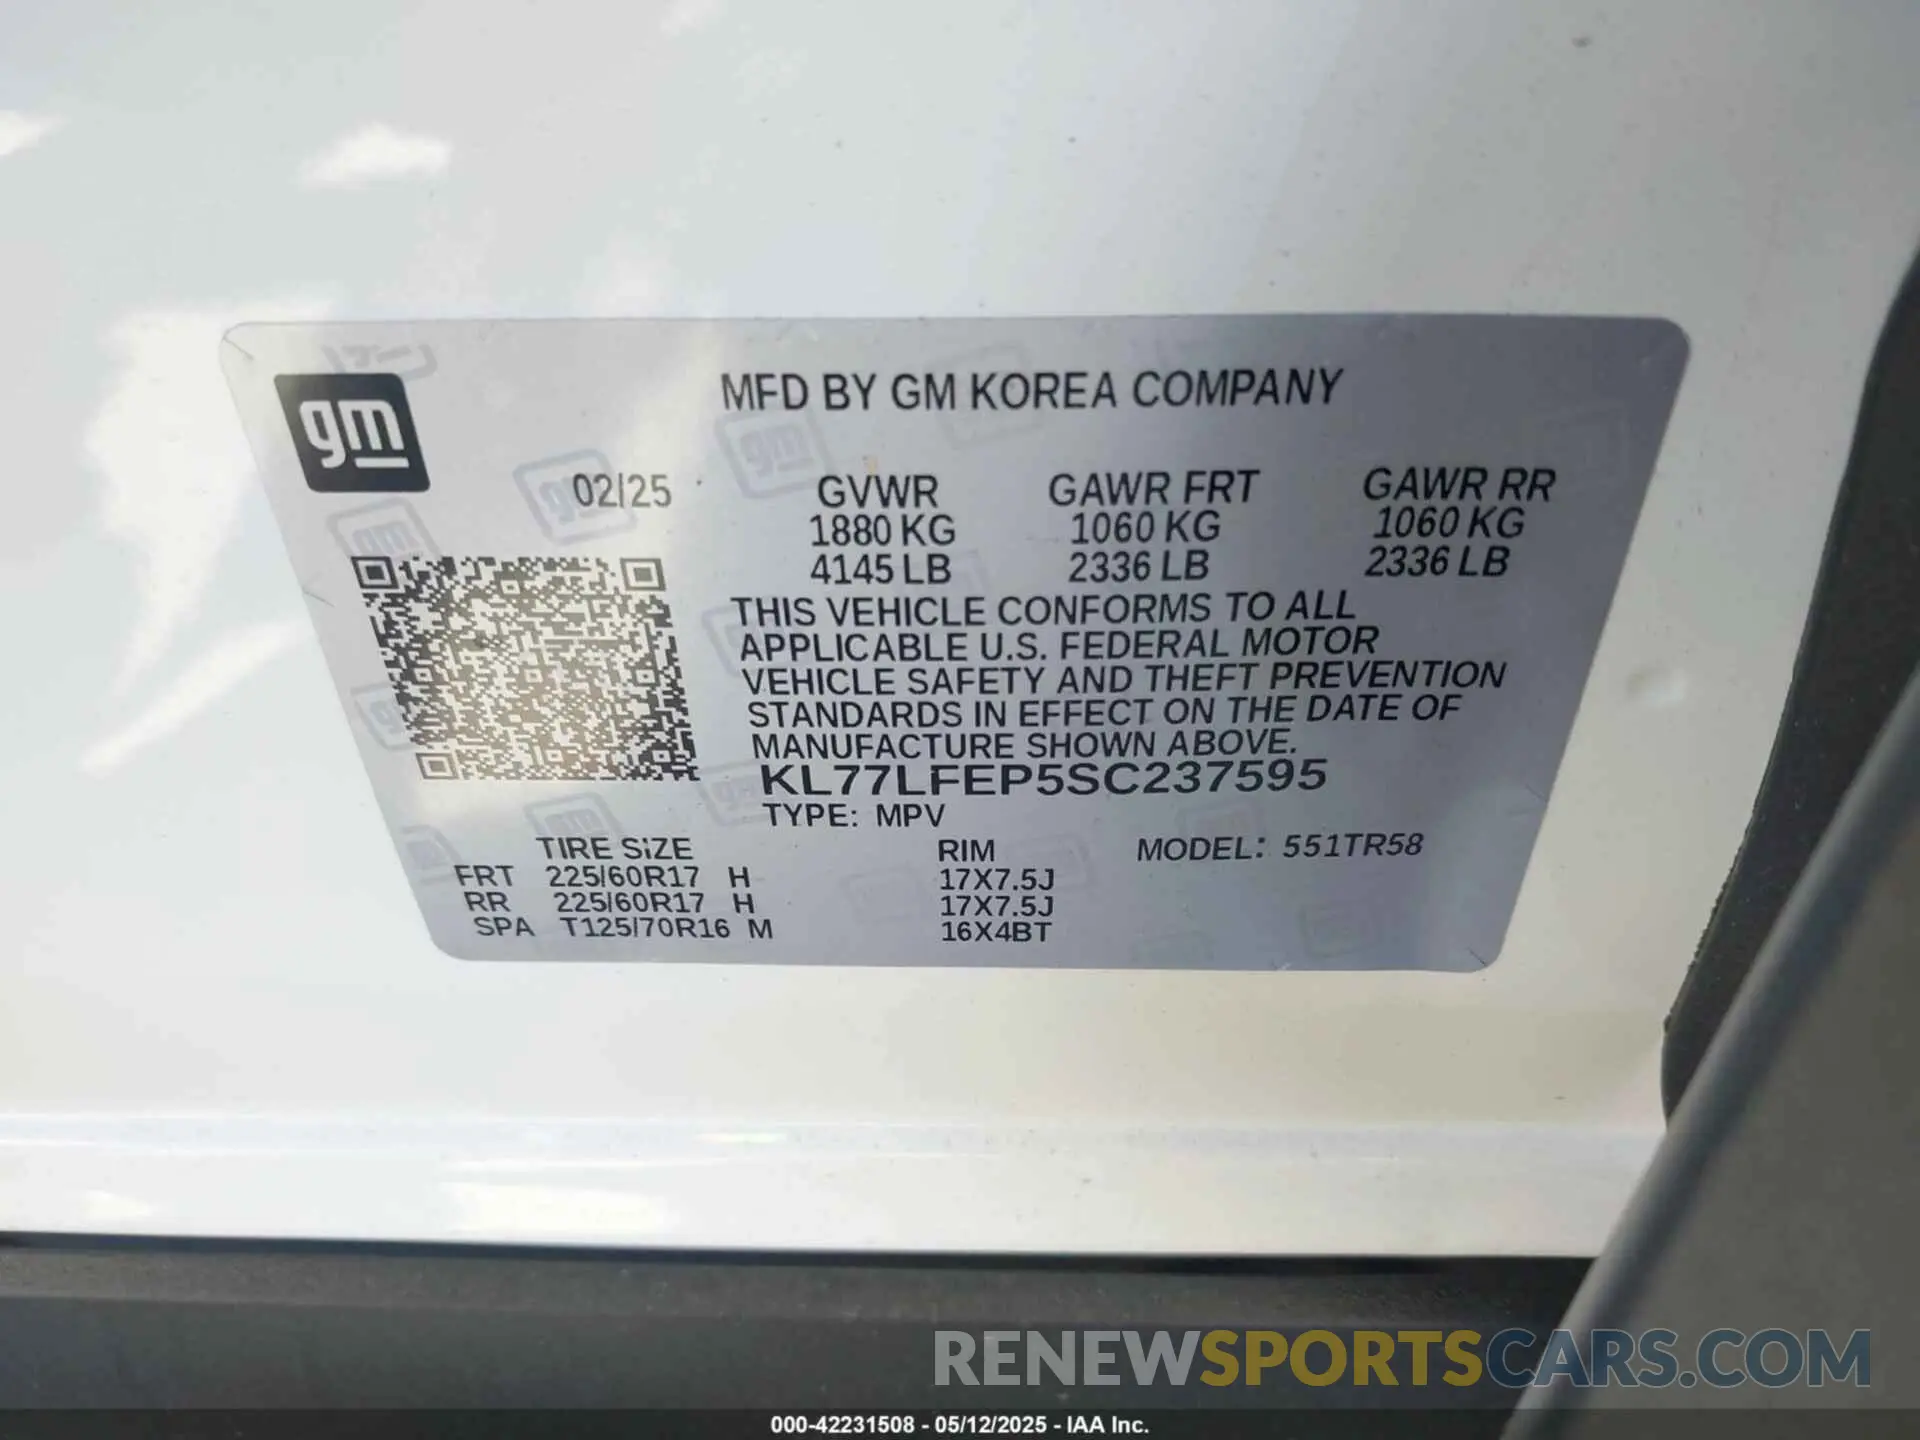 gm
MFD BY GM KOREA COMPANY
02/25 GVWR GAWR FRT GAWR RR
1880 KG 1060 KG 1060 KG
4145 LB 2336 LB 2336 LB
THIS VEHICLE CONFORMS TO ALL
APPLICABLE U.S. FEDERAL MOTOR
VEHICLE SAFETY AND THEFT PREVENTION
STANDARDS IN EFFECT ON THE DATE OF
MANUFACTURE SHOWN ABOVE.
KL77LFEP5SC237595
TYPE: MPV
TIRE SIZE RIM MODEL: 551TR58
FRT 225/60R17 H 17X7.5J
RR 225/60R17 H 17X7.5J
SPA T125/70R16 M 16X4BT
RENEWSPORTSCARS.COM
000-42231508 - 05/12/2025 - IAA Inc.